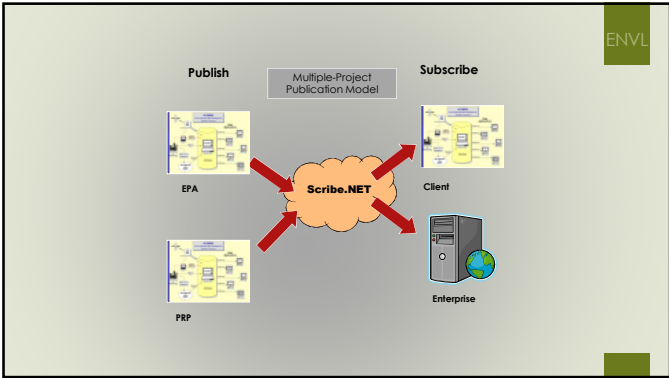 ENVL
Publish
Multiple-Project
Publication Model
Subscribe
EPA
Scribe.NET
Client
PRP
Enterprise